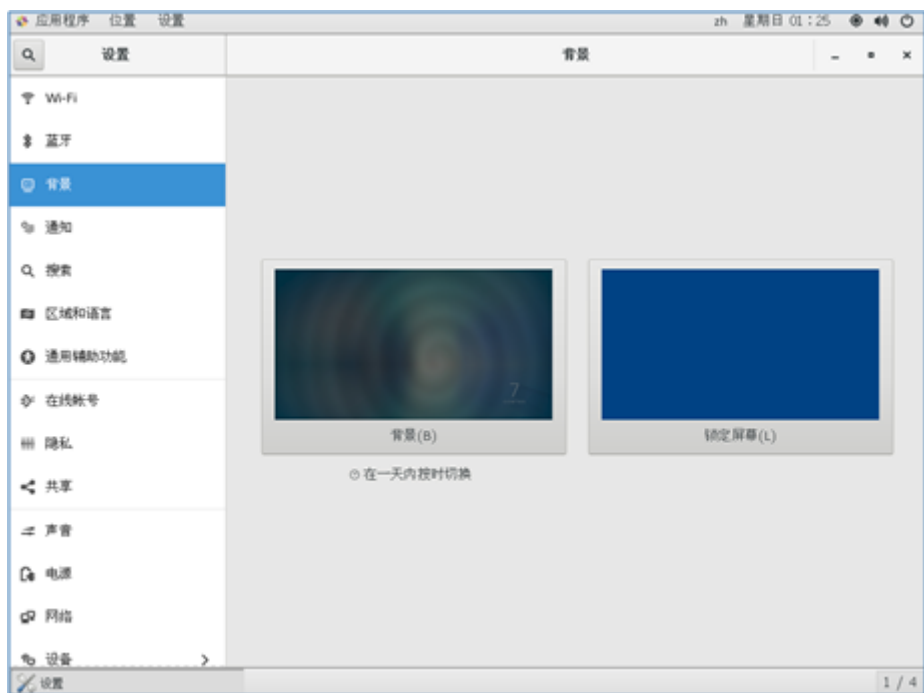 应用程序 位置 设置 zh 星期日 01:25
设置 背景
Wi-Fi
蓝牙
背景
通知
搜索
区域和语言
通用辅助功能
在线帐号
隐私
共享
声音
电源
网络
设备
7
背景(B) 锁定屏幕(L)
在一天内按时切换
设置 1 / 4